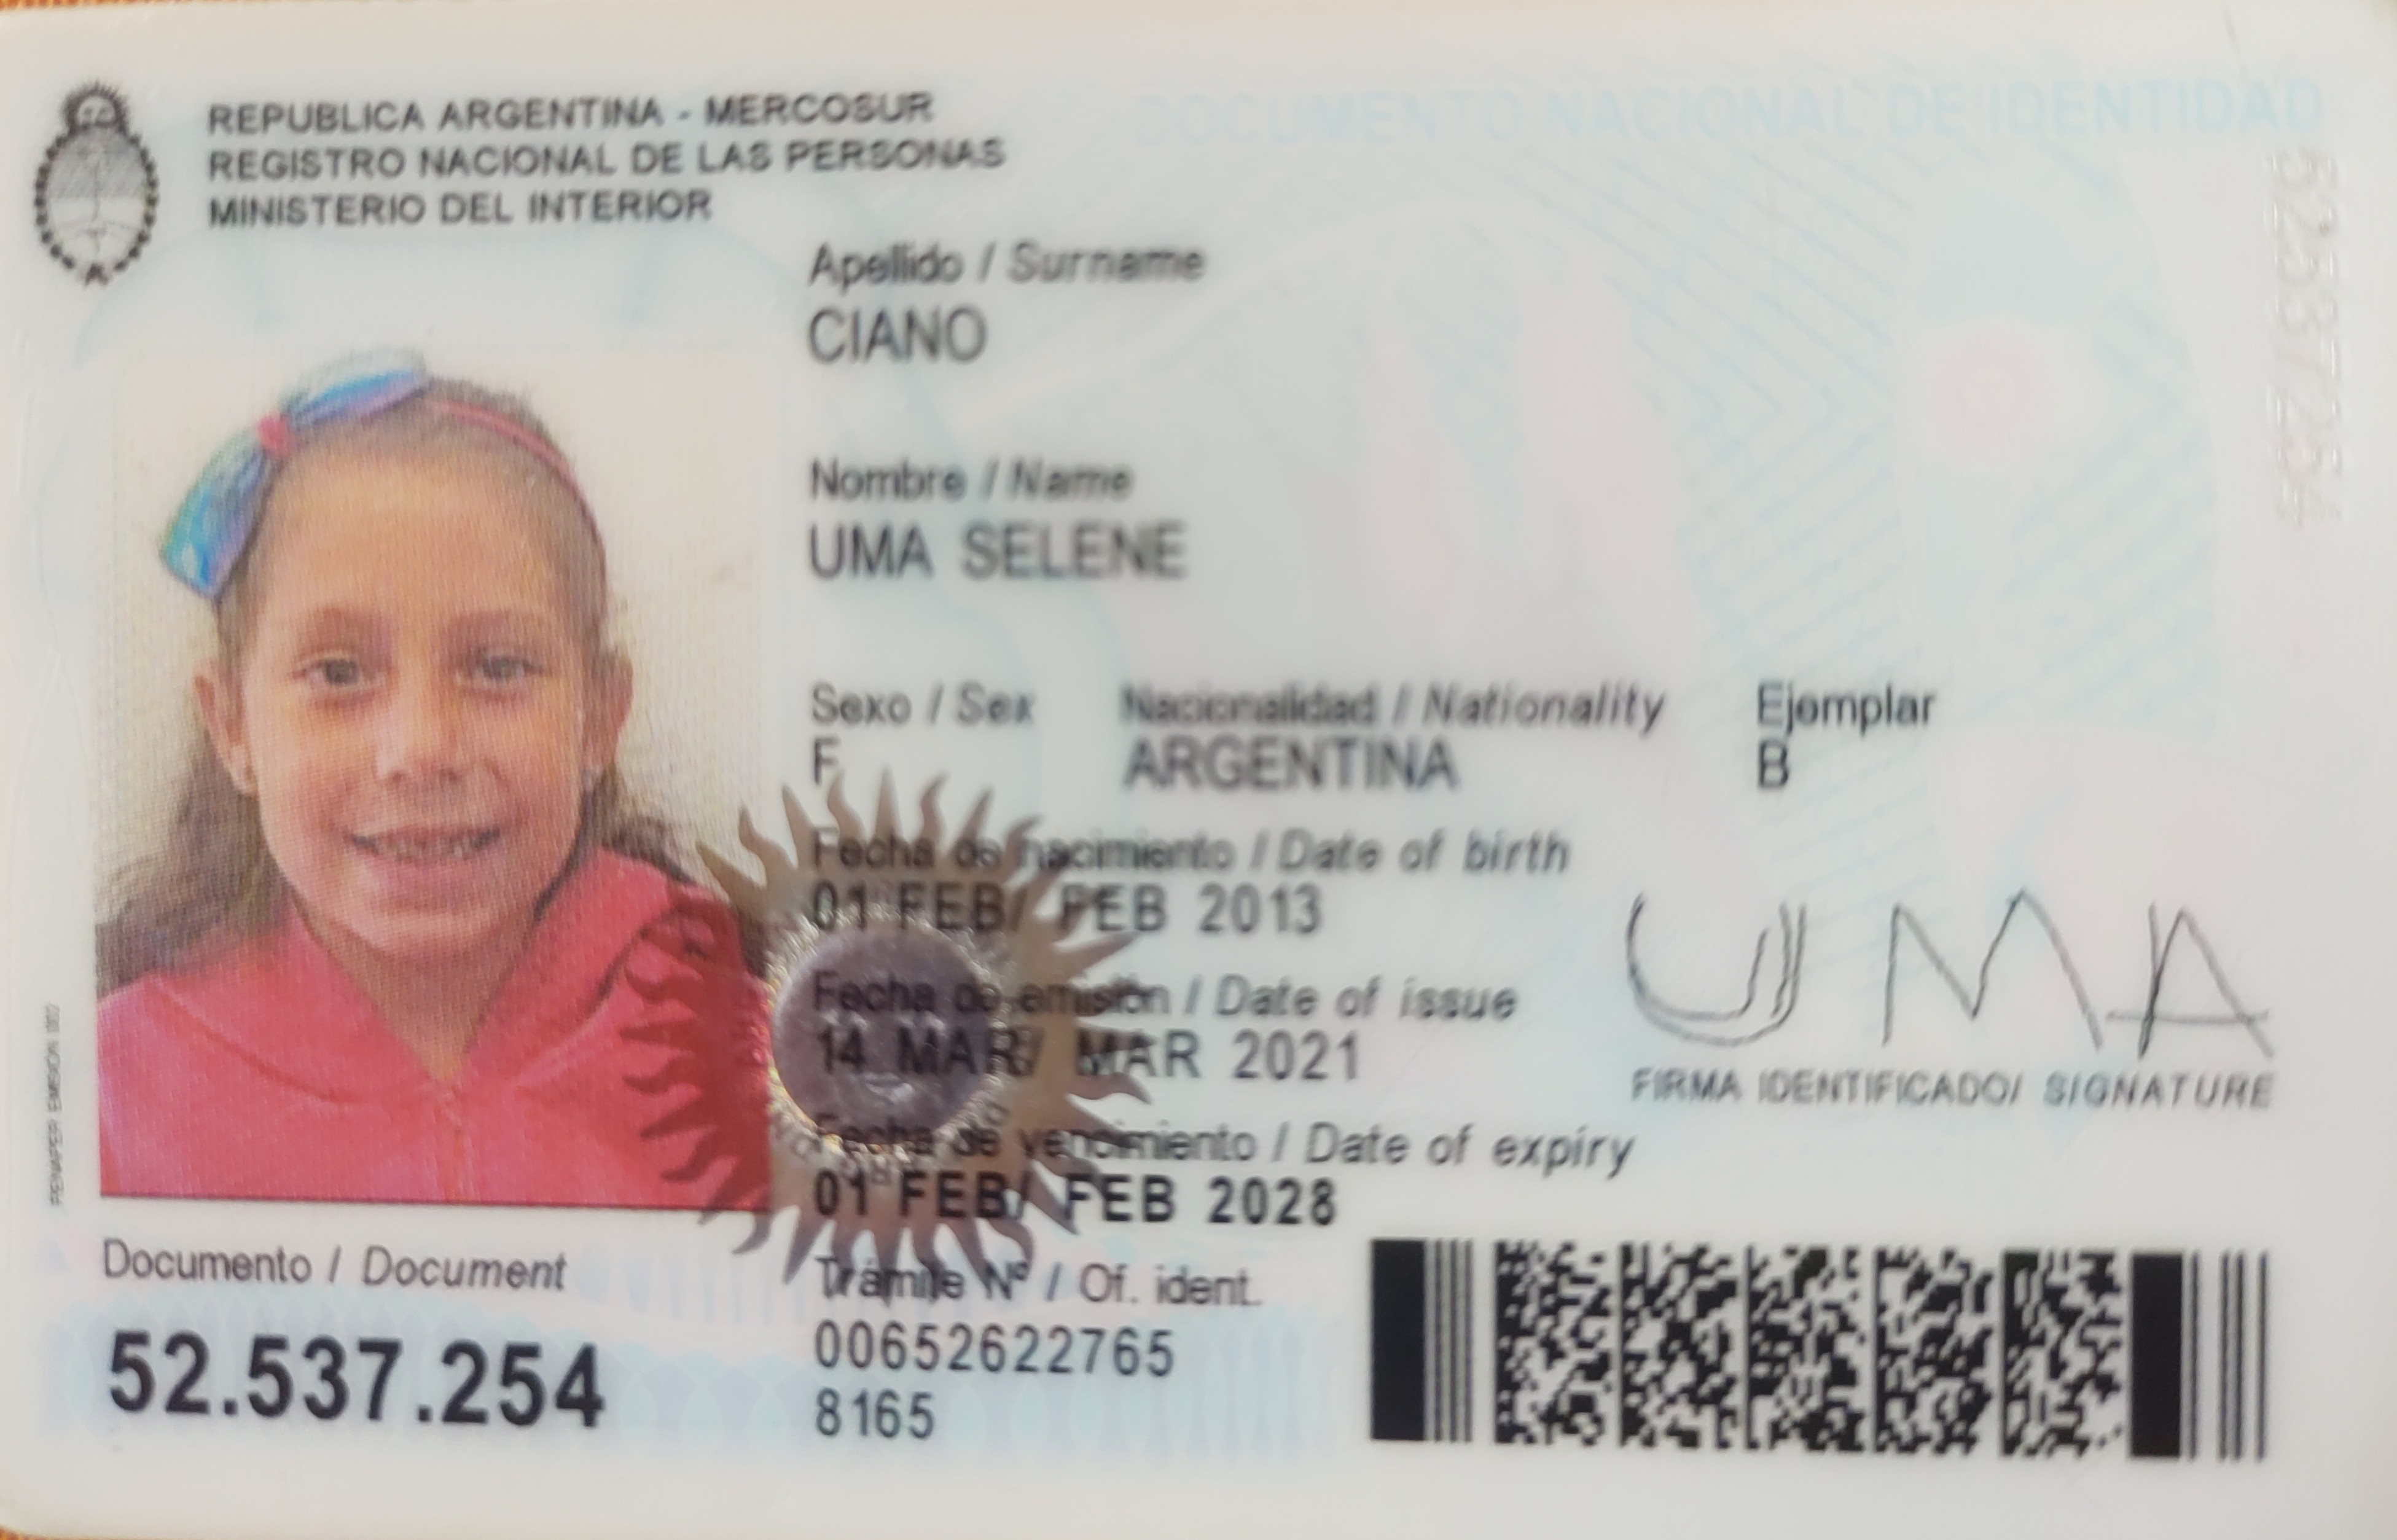 REPUBLICA ARGENTINA - MERCOSUR
REGISTRO NACIONAL DE LAS PERSONAS
MINISTERIO DEL INTERIOR
DOCUMENTO NACIONAL DE IDENTIDAD
Apellido / Surname
CIANO
Nombre / Name
UMA SELENE
Sexo / Sex Nacionalidad / Nationality Ejemplar
F ARGENTINA B
Fecha de nacimiento / Date of birth
01 FEB/ FEB 2013
Fecha de emisión / Date of issue
14 MAR/ MAR 2021
UMA
FIRMA IDENTIFICADO/ SIGNATURE
Fecha de vencimiento / Date of expiry
01 FEB/ FEB 2028
Documento / Document
52.537.254
Trámite Nº / Of. ident.
00652622765
8165
52537254